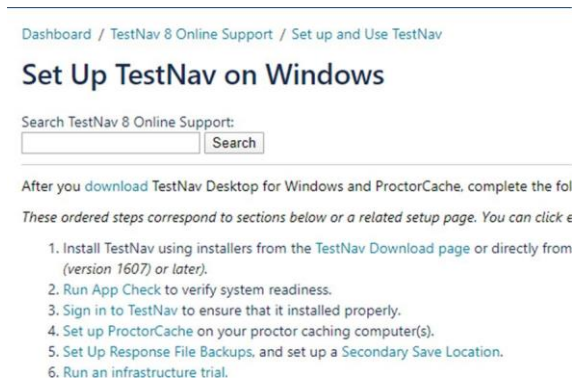 Dashboard / TestNav 8 Online Support / Set up and Use TestNav
Set Up TestNav on Windows
Search TestNav 8 Online Support:
Search
After you download TestNav Desktop for Windows and ProctorCache, complete the fol
These ordered steps correspond to sections below or a related setup page. You can click e
1. Install TestNav using installers from the TestNav Download page or directly from
(version 1607) or later).
2. Run App Check to verify system readiness.
3. Sign in to TestNav to ensure that it installed properly.
4. Set up ProctorCache on your proctor caching computer(s).
5. Set Up Response File Backups, and set up a Secondary Save Location.
6. Run an infrastructure trial.